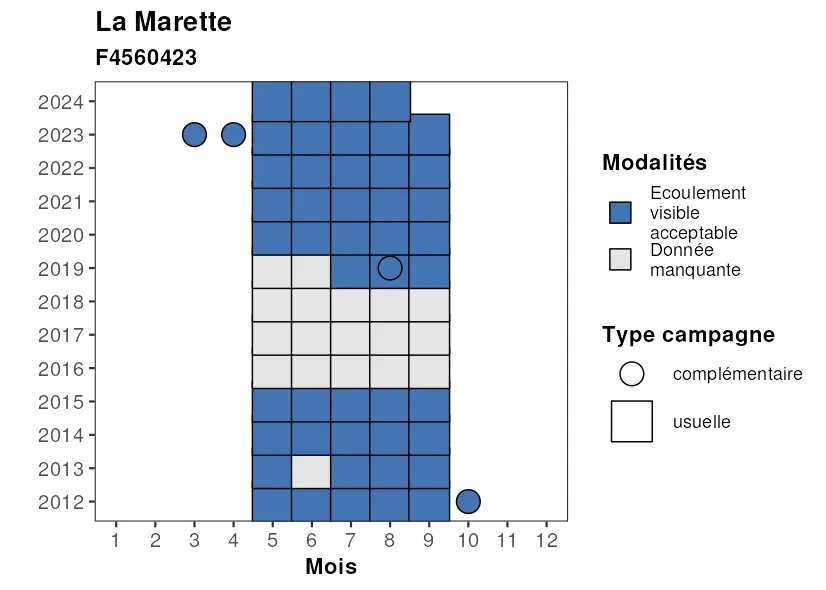 La Marette
F4560423
2024
2023
2022
2021
2020
2019
2018
2017
2016
2015
2014
2013
2012
1 2 3 4 5 6 7 8 9 10 11 12
Mois
Modalités
Ecoulement
visible
acceptable
Donnée
manquante
Type campagne
complémentaire
usuelle